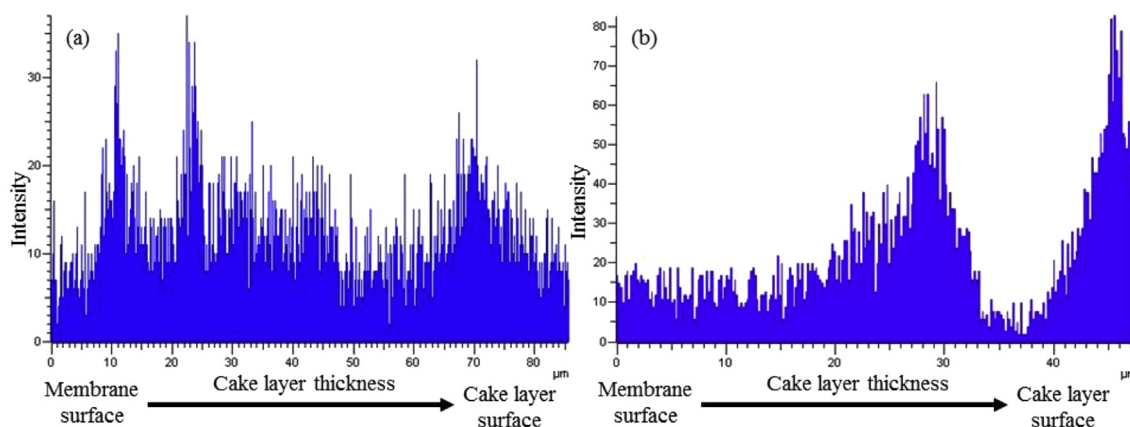 (a)
Intensity
30
20
10
0
0 10 20 30 40 50 60 70 80
µm
Membrane
surface
Cake layer thickness
Cake layer
surface
(b)
Intensity
80
70
60
50
40
30
20
10
0
0 10 20 30 40
µm
Membrane
surface
Cake layer thickness
Cake layer
surface